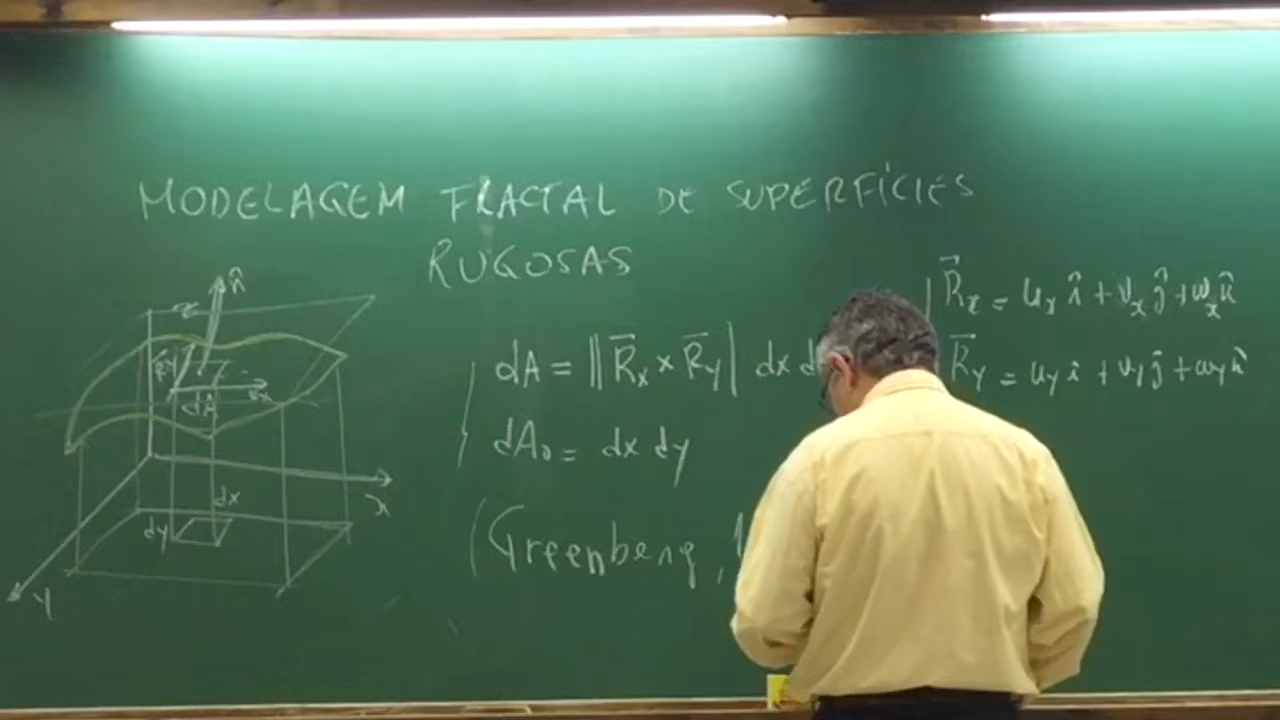 MODELAGEM FRACTAL DE SUPERFÍCIES
RUGOSAS
R⃗x = ux î + vx ĵ + wx k̂
dA = ‖R̅x × R̅y| dx d
R̅y = uy î + vy ĵ + wy k̂
dA₀ = dx dy
(Greenberg,
n̂
dA
dx
dy
x
y